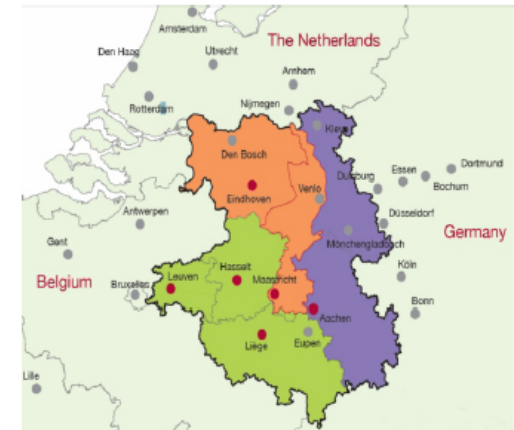 Amsterdam
The Netherlands
Utrecht
Den Haag
Arnhem
Rotterdam
Nijmegen
Kleve
Den Bosch
Dortmund
Essen
Duisburg
Bochum
Venlo
Eindhoven
Antwerpen
Düsseldorf
Germany
Mönchengladbach
Gent
Hasselt
Köln
Leuven
Maastricht
Belgium
Bruxelles
Bonn
Aachen
Liège
Eupen
Lille